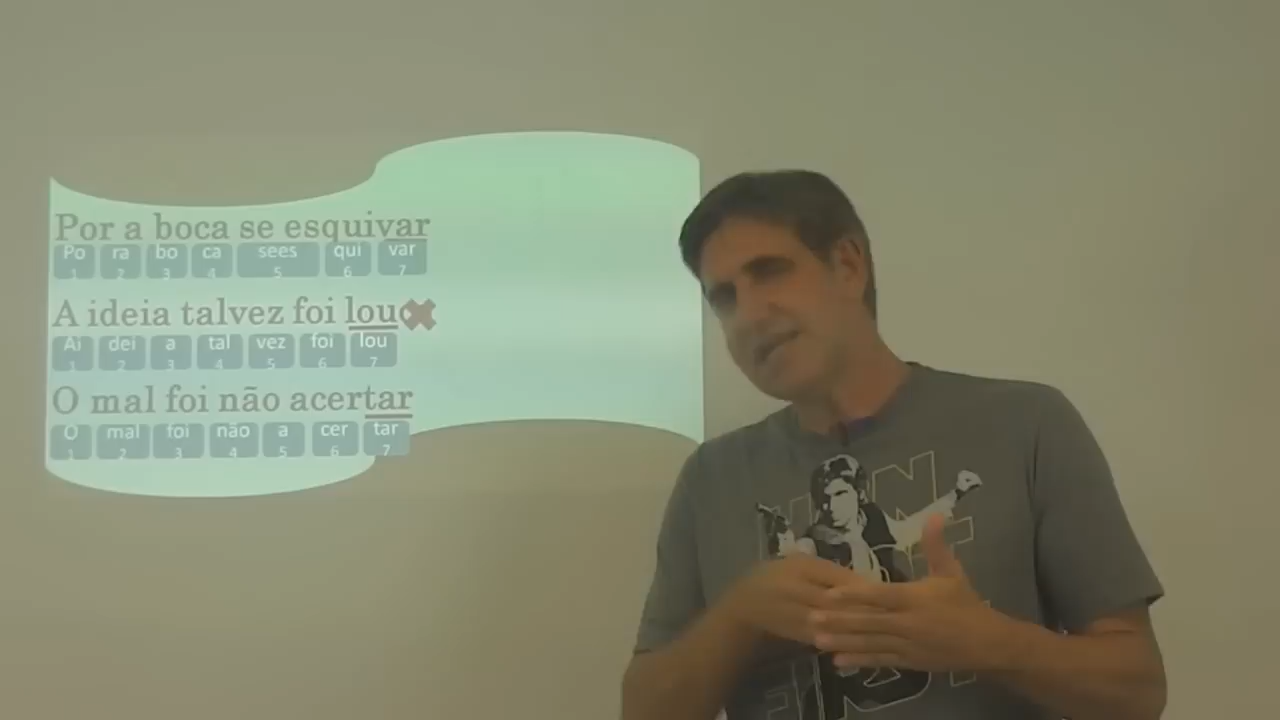 Por a boca se esquivar
Po ra bo ca sees qui var
1 2 3 4 5 6 7
A ideia talvez foi lou
Ai dei a tal vez foi lou
1 2 3 4 5 6 7
O mal foi não acertar
O mal foi não a cer tar
1 2 3 4 5 6 7